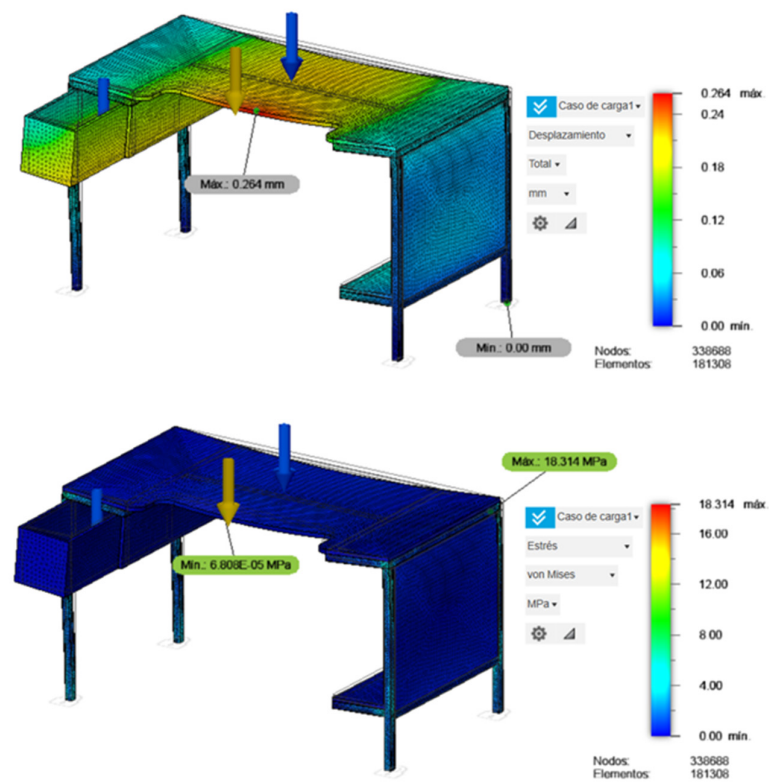 Caso de carga1
Desplazamiento
Total
mm
0.264 máx.
0.24
0.18
0.12
0.06
0.00 mín.
Máx.: 0.264 mm
Mín.: 0.00 mm
Nodos: 338688
Elementos: 181308
Máx.: 18.314 MPa
Mín.: 6.808E-05 MPa
Caso de carga1
Estrés
von Mises
MPa
18.314 máx.
16.00
12.00
8.00
4.00
0.00 mín.
Nodos: 338688
Elementos: 181308